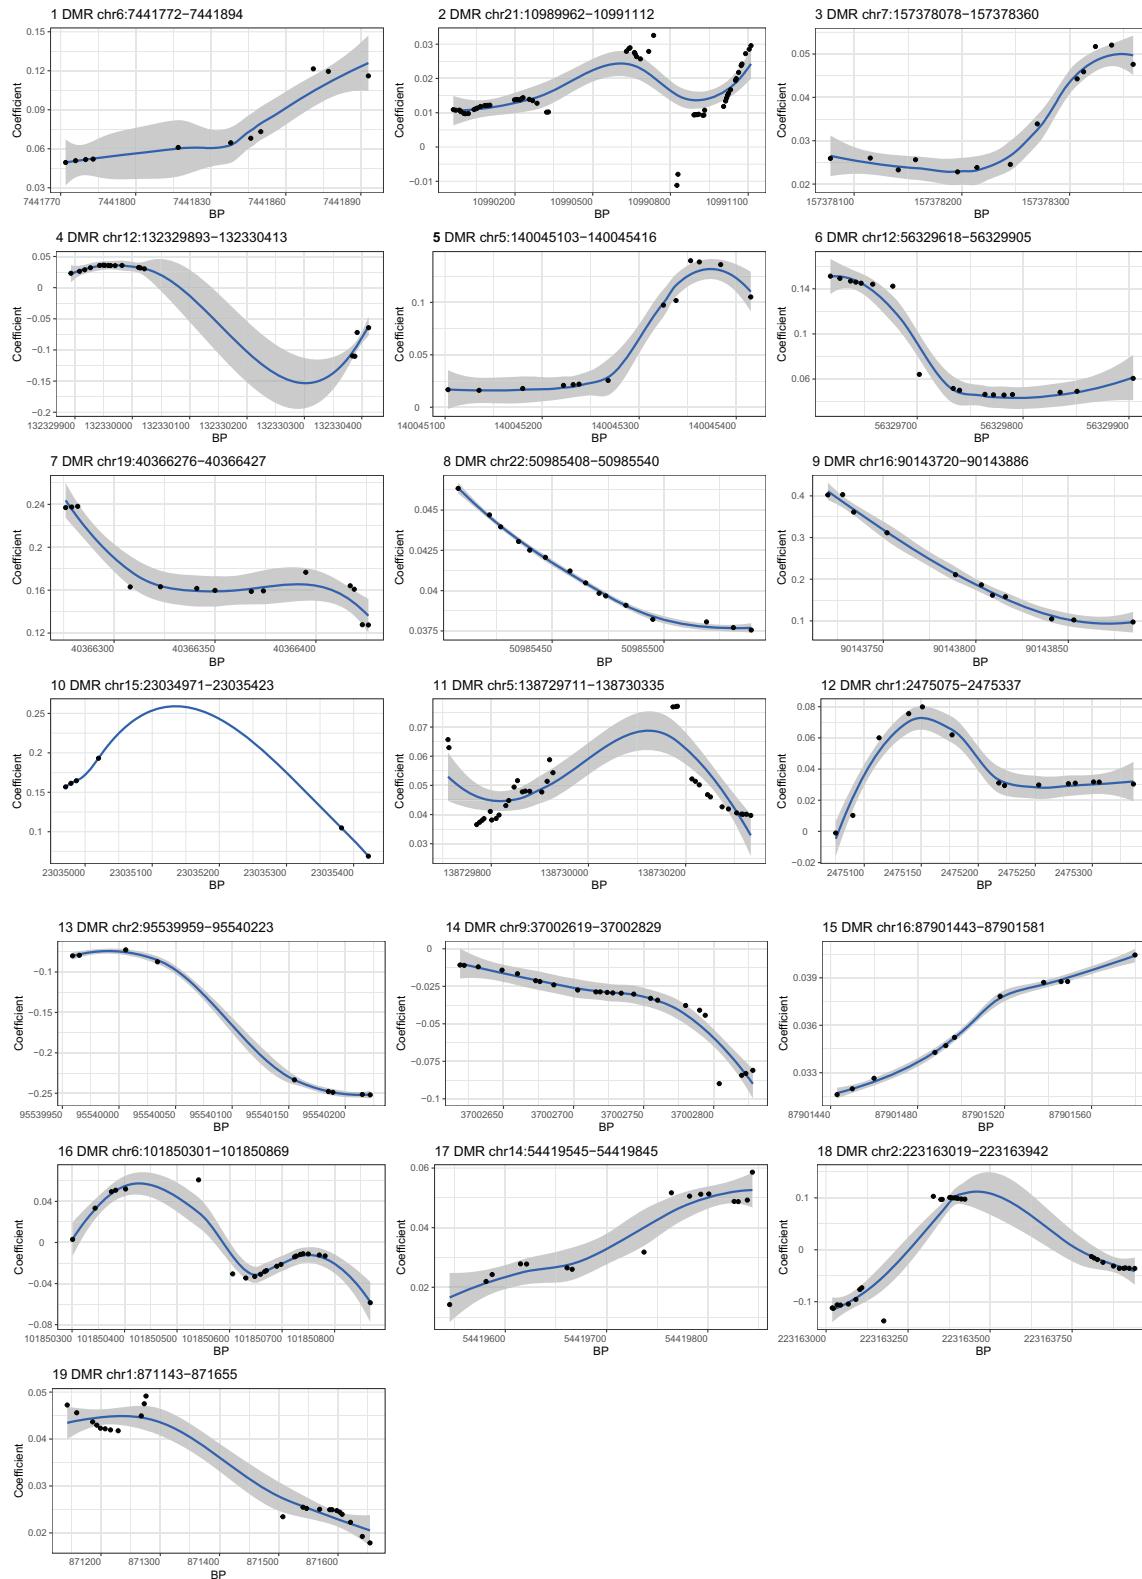 1 DMR chr6:7441772−7441894
2 DMR chr21:10989962−10991112
3 DMR chr7:157378078−157378360
0.15
0.12
0.09
0.06
0.03
Coefficient
7441770 7441800 7441830 7441860 7441890
BP
0.03
0.02
0.01
0
−0.01
Coefficient
10990200 10990500 10990800 10991100
BP
0.05
0.04
0.03
0.02
Coefficient
157378100 157378200 157378300
BP
4 DMR chr12:132329893−132330413
5 DMR chr5:140045103−140045416
6 DMR chr12:56329618−56329905
0.05
0
−0.05
−0.1
−0.15
−0.2
Coefficient
132329900 132330000 132330100 132330200 132330300 132330400
BP
0.1
0.05
0
Coefficient
140045100 140045200 140045300 140045400
BP
0.14
0.1
0.06
Coefficient
56329700 56329800 56329900
BP
7 DMR chr19:40366276−40366427
8 DMR chr22:50985408−50985540
9 DMR chr16:90143720−90143886
0.24
0.2
0.16
0.12
Coefficient
40366300 40366350 40366400
BP
0.045
0.0425
0.04
0.0375
Coefficient
50985450 50985500
BP
0.4
0.3
0.2
0.1
Coefficient
90143750 90143800 90143850
BP
10 DMR chr15:23034971−23035423
11 DMR chr5:138729711−138730335
12 DMR chr1:2475075−2475337
0.25
0.2
0.15
0.1
Coefficient
23035000 23035100 23035200 23035300 23035400
BP
0.07
0.06
0.05
0.04
0.03
Coefficient
138729800 138730000 138730200
BP
0.08
0.06
0.04
0.02
0
−0.02
Coefficient
2475100 2475150 2475200 2475250 2475300
BP
13 DMR chr2:95539959−95540223
14 DMR chr9:37002619−37002829
15 DMR chr16:87901443−87901581
−0.1
−0.15
−0.2
−0.25
Coefficient
95539950 95540000 95540050 95540100 95540150 95540200
BP
0
−0.025
−0.05
−0.075
−0.1
Coefficient
37002650 37002700 37002750 37002800
BP
0.039
0.036
0.033
Coefficient
87901440 87901480 87901520 87901560
BP
16 DMR chr6:101850301−101850869
17 DMR chr14:54419545−54419845
18 DMR chr2:223163019−223163942
0.04
0
−0.04
−0.08
Coefficient
101850300 101850400 101850500 101850600 101850700 101850800
BP
0.06
0.04
0.02
Coefficient
54419600 54419700 54419800
BP
0.1
0
−0.1
Coefficient
223163000 223163250 223163500 223163750
BP
19 DMR chr1:871143−871655
0.05
0.04
0.03
0.02
Coefficient
871200 871300 871400 871500 871600
BP